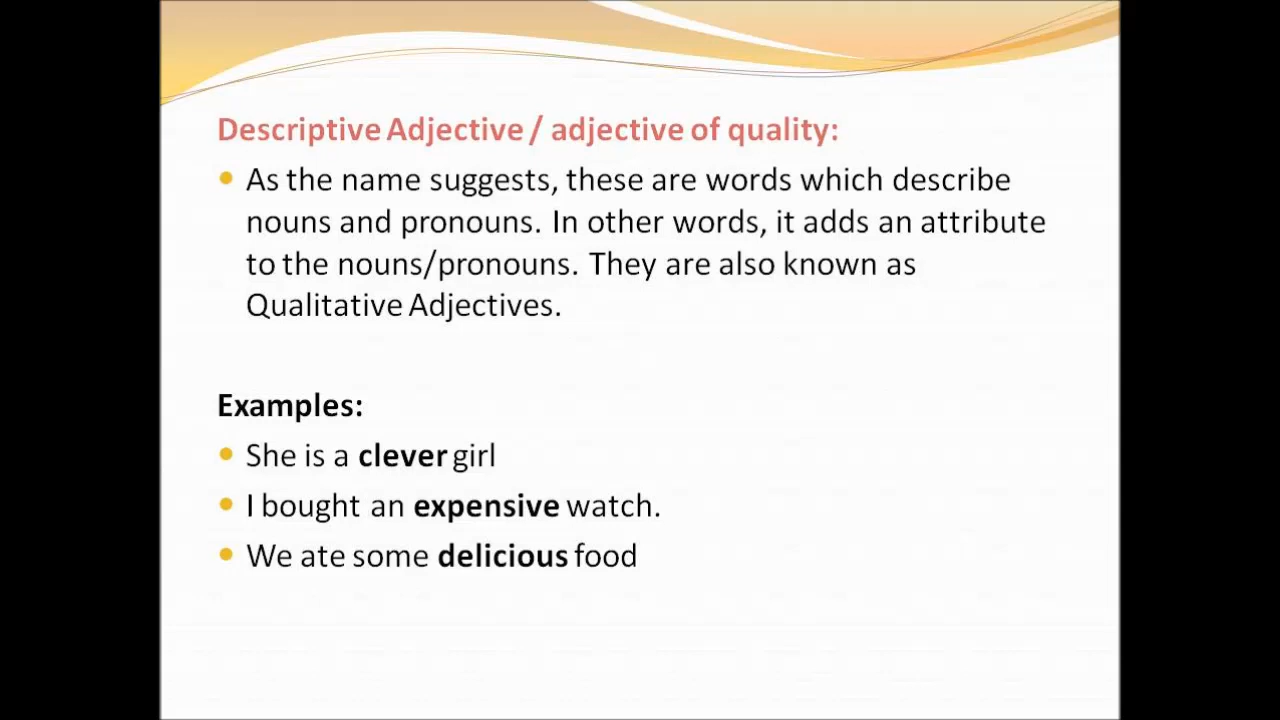 Descriptive Adjective / adjective of quality:
As the name suggests, these are words which describe
nouns and pronouns. In other words, it adds an attribute
to the nouns/pronouns. They are also known as
Qualitative Adjectives.
Examples:
She is a clever girl
I bought an expensive watch.
We ate some delicious food